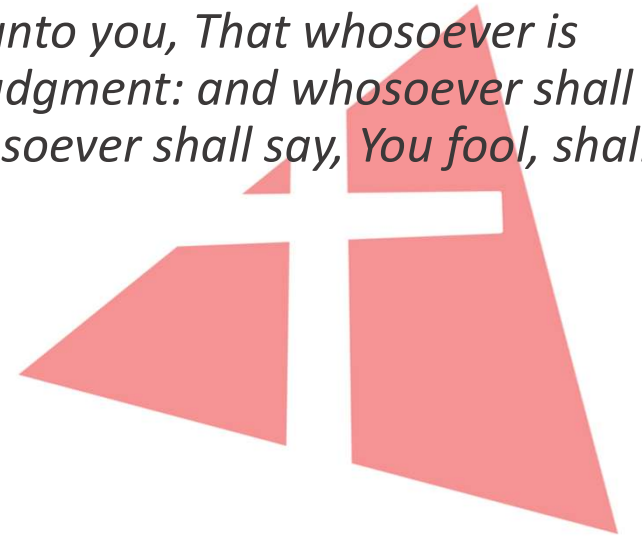 unto you, That whosoever is
udgment: and whosoever shall
soever shall say, You fool, shal